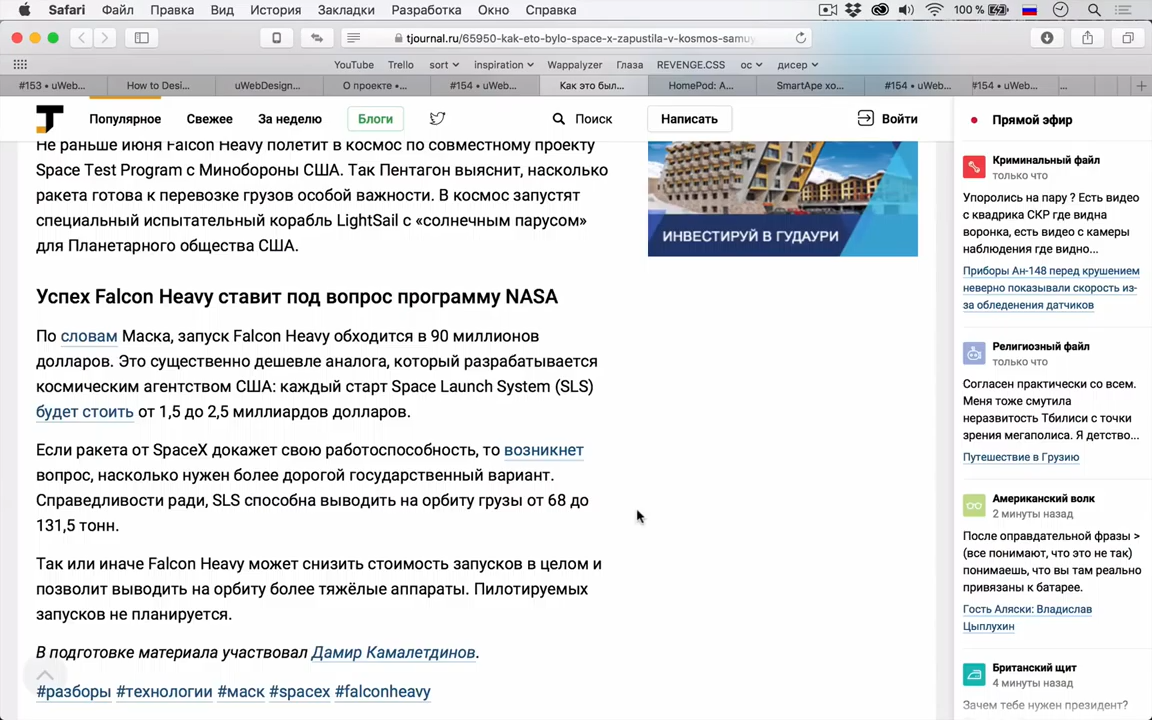 Safari Файл Правка Вид История Закладки Разработка Окно Справка 100 %
tjournal.ru/65950-kak-eto-bylo-space-x-zapustila-v-kosmos-samuy
YouTube Trello sort inspiration Wappalyzer Глаза REVENGE.CSS ос дисер
#153 • uWeb... How to Desi... uWebDesign... О проекте •... #154 • uWeb... Как это был... HomePod: A... SmartApe хо... #154 • uWeb... #154 • uWeb... ...
Популярное Свежее За неделю Блоги Поиск Написать Войти
Не раньше июня Falcon Heavy полетит в космос по совместному проекту
Space Test Program с Минобороны США. Так Пентагон выяснит, насколько
ракета готова к перевозке грузов особой важности. В космос запустят
специальный испытательный корабль LightSail с «солнечным парусом»
для Планетарного общества США.
ИНВЕСТИРУЙ В ГУДАУРИ
Успех Falcon Heavy ставит под вопрос программу NASA
По словам Маска, запуск Falcon Heavy обходится в 90 миллионов
долларов. Это существенно дешевле аналога, который разрабатывается
космическим агентством США: каждый старт Space Launch System (SLS)
будет стоить от 1,5 до 2,5 миллиардов долларов.
Если ракета от SpaceX докажет свою работоспособность, то возникнет
вопрос, насколько нужен более дорогой государственный вариант.
Справедливости ради, SLS способна выводить на орбиту грузы от 68 до
131,5 тонн.
Так или иначе Falcon Heavy может снизить стоимость запусков в целом и
позволит выводить на орбиту более тяжёлые аппараты. Пилотируемых
запусков не планируется.
В подготовке материала участвовал Дамир Камалетдинов.
#разборы #технологии #маск #spacex #falconheavy
Прямой эфир
Криминальный файл
только что
Упоролись на пару ? Есть видео
с квадрика СКР где видна
воронка, есть видео с камеры
наблюдения где видно...
Приборы Ан-148 перед крушением
неверно показывали скорость из-
за обледенения датчиков
Религиозный файл
только что
Согласен практически со всем.
Меня тоже смутила
неразвитость Тбилиси с точки
зрения мегаполиса. Я детство...
Путешествие в Грузию
Американский волк
2 минуты назад
После оправдательной фразы >
(все понимают, что это не так)
понимаешь, что вы там реально
привязаны к батарее.
Гость Аляски: Владислав
Цыплухин
Британский щит
4 минуты назад
Зачем тебе нужен президент?